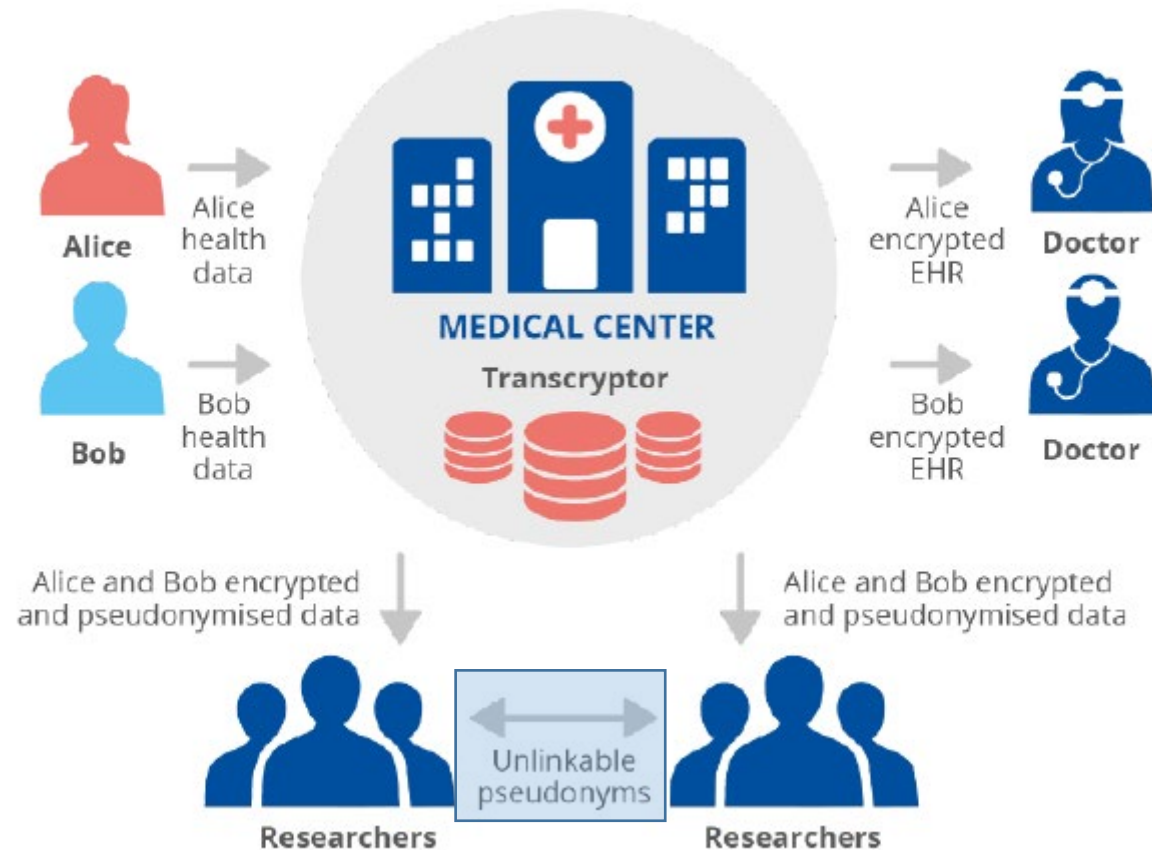 Alice
health
data
Alice
Bob
health
data
Bob
MEDICAL CENTER
Transcryptor
Alice
encrypted
EHR
Doctor
Bob
encrypted
EHR
Doctor
Alice and Bob encrypted
and pseudonymised data
Alice and Bob encrypted
and pseudonymised data
Unlinkable
pseudonyms
Researchers
Researchers